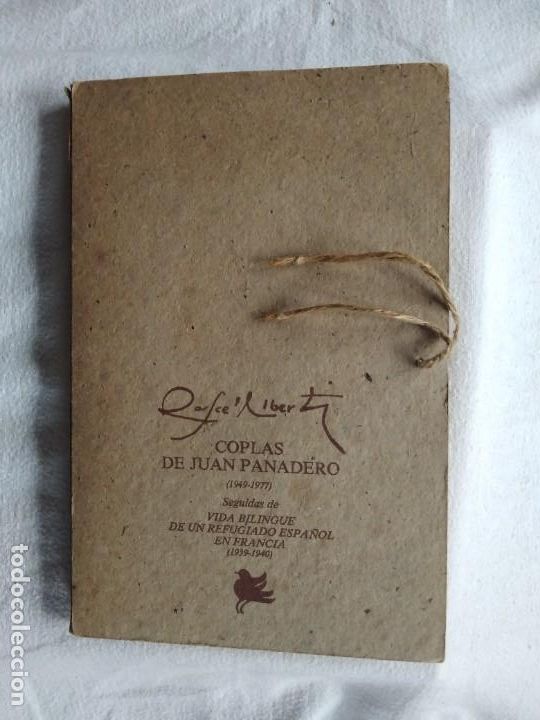 Rafael Alberti
COPLAS
DE JUAN PANADERO
(1949-1977)
Seguidas de
VIDA BILINGUE
DE UN REFUGIADO ESPAÑOL
EN FRANCIA
(1939-1940)
todocoleccion.net